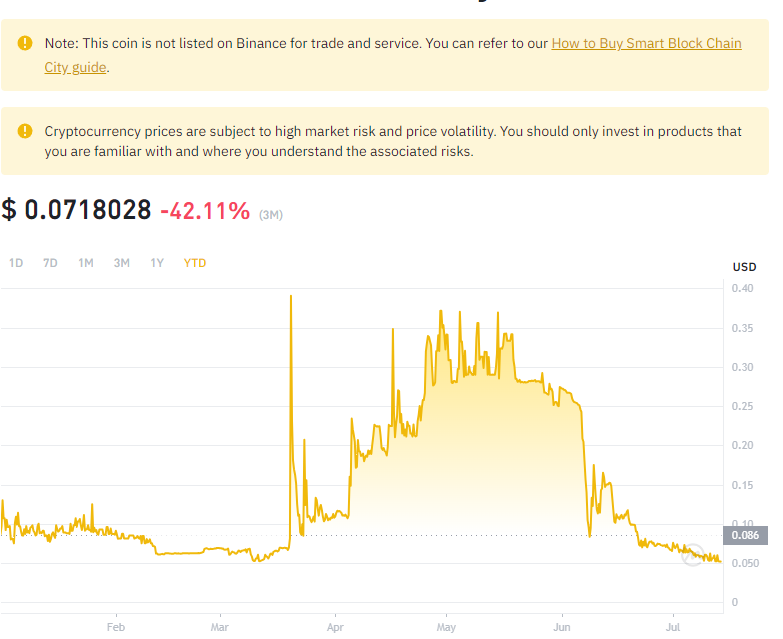 Note: This coin is not listed on Binance for trade and service. You can refer to our How to Buy Smart Block Chain
City guide.
Cryptocurrency prices are subject to high market risk and price volatility. You should only invest in products that
you are familiar with and where you understand the associated risks.
$ 0.0718028 -42.11% (3M)
1D 7D 1M 3M 1Y YTD
USD
0.40
0.35
0.30
0.25
0.20
0.15
0.10
0.086
0.050
0
Feb Mar Apr May Jun Jul